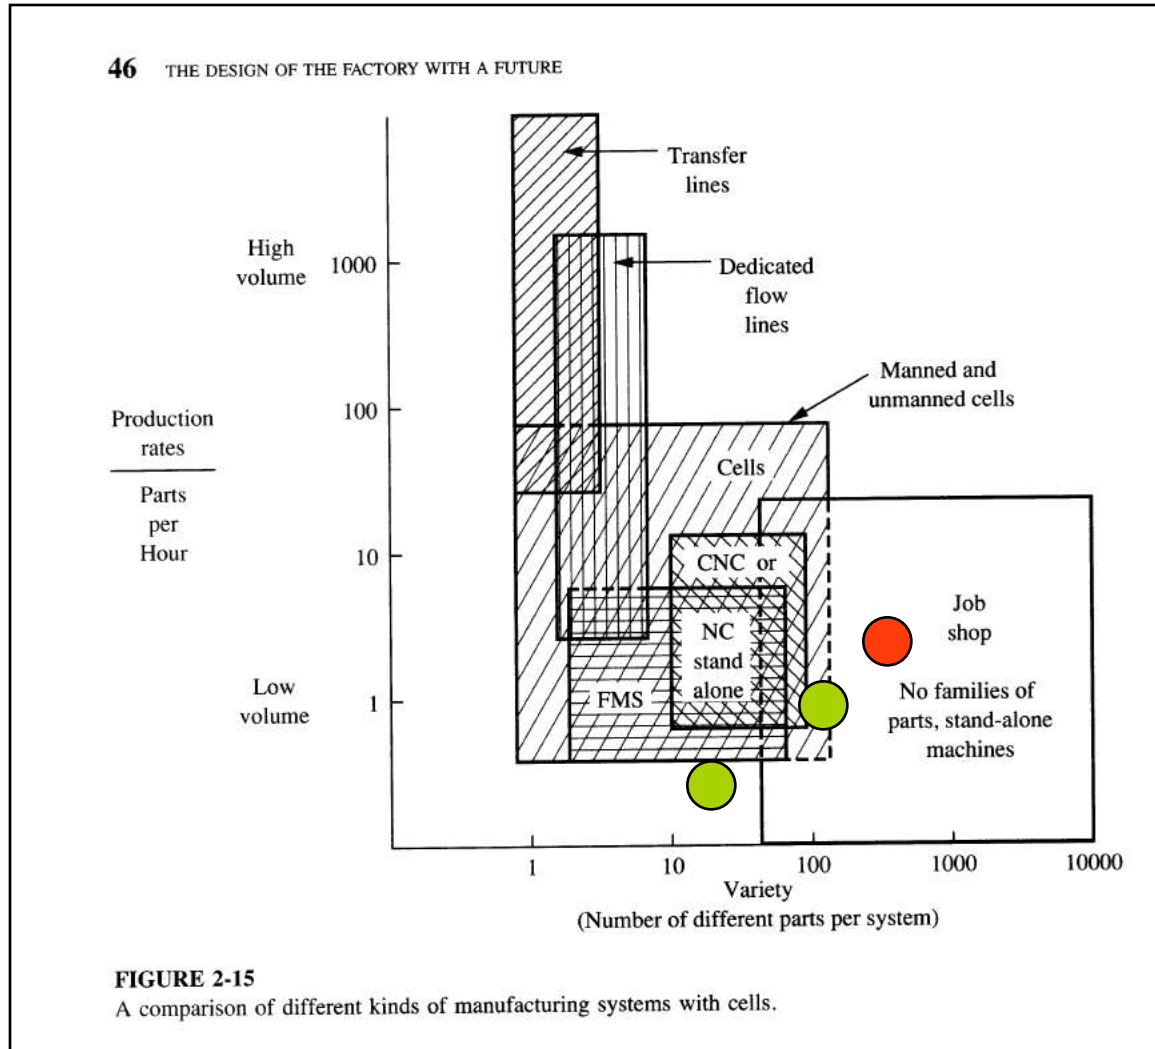 46 THE DESIGN OF THE FACTORY WITH A FUTURE
Transfer
lines
High
volume
1000
Dedicated
flow
lines
Manned and
unmanned cells
100
Production
rates
Parts
per
Hour
Cells
10
CNC or
NC
stand
alone
Job
shop
Low
volume
1
FMS
No families of
parts, stand-alone
machines
1 10 100 1000 10000
Variety
(Number of different parts per system)
FIGURE 2-15
A comparison of different kinds of manufacturing systems with cells.